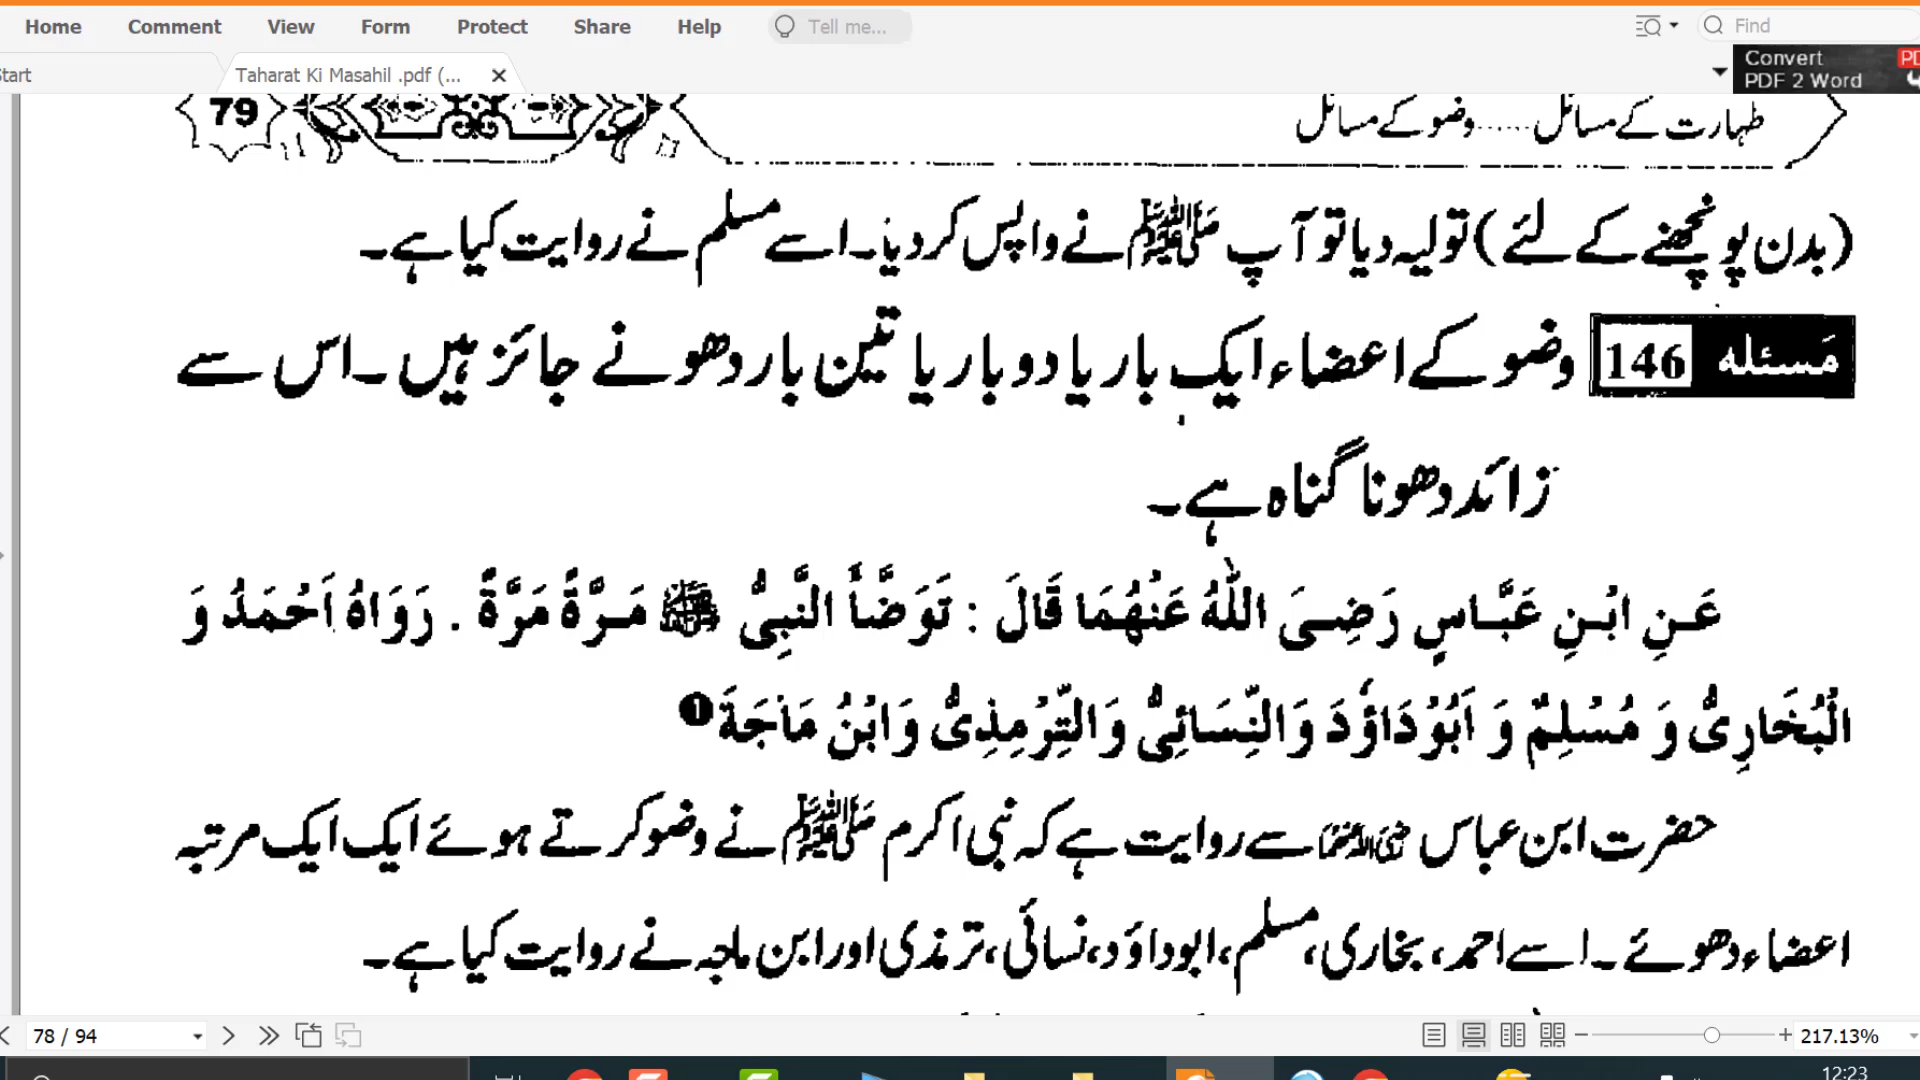 Home Comment View Form Protect Share Help Tell me... Find
Start Taharat Ki Masahil .pdf (... Convert PDF 2 Word
طہارت کے مسائل......وضو کے مسائل 79
(بدن پونچھنے کے لئے) تولیہ دیا تو آپ ﷺ نے واپس کر دیا۔ اسے مسلم نے روایت کیا ہے۔
مَسئله 146 وضو کے اعضاء ایک بار یا دو بار یا تین بار دھونے جائز ہیں۔ اس سے
زائد دھونا گناہ ہے۔
عَنِ ابْنِ عَبَّاسٍ رَضِيَ اللّٰهُ عَنْهُمَا قَالَ : تَوَضَّأَ النَّبِيُّ ﷺ مَرَّةً مَرَّةً . رَوَاهُ اَحْمَدُ وَ
الْبُخَارِيُّ وَ مُسْلِمٌ وَ اَبُوْدَاوٗدَ وَالنِّسَائِيُّ وَالتِّرْمِذِيُّ وَابْنُ مَاجَةَ ❶
حضرت ابن عباس رضی اللہ عنہما سے روایت ہے کہ نبی اکرم ﷺ نے وضو کرتے ہوئے ایک ایک مرتبہ
اعضاء دھوئے۔ اسے احمد، بخاری، مسلم، ابوداؤد، نسائی، ترمذی اور ابن ماجہ نے روایت کیا ہے۔
78 / 94 217.13%
12:23